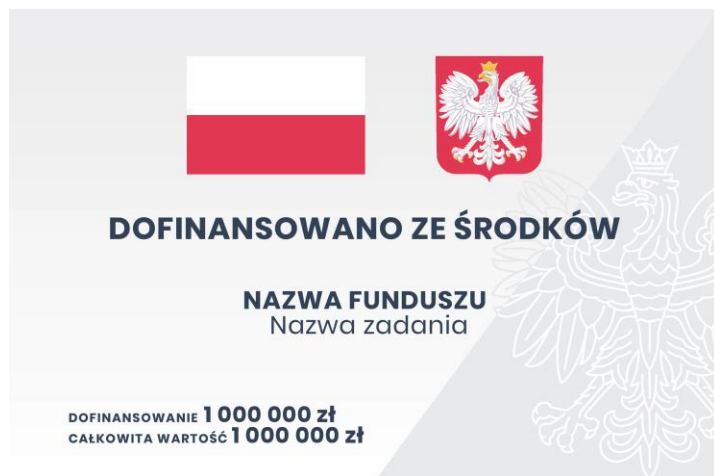 DOFINANSOWANO ZE ŚRODKÓW
NAZWA FUNDUSZU
Nazwa zadania
DOFINANSOWANIE 1 000 000 zł
CAŁKOWITA WARTOŚĆ 1 000 000 zł